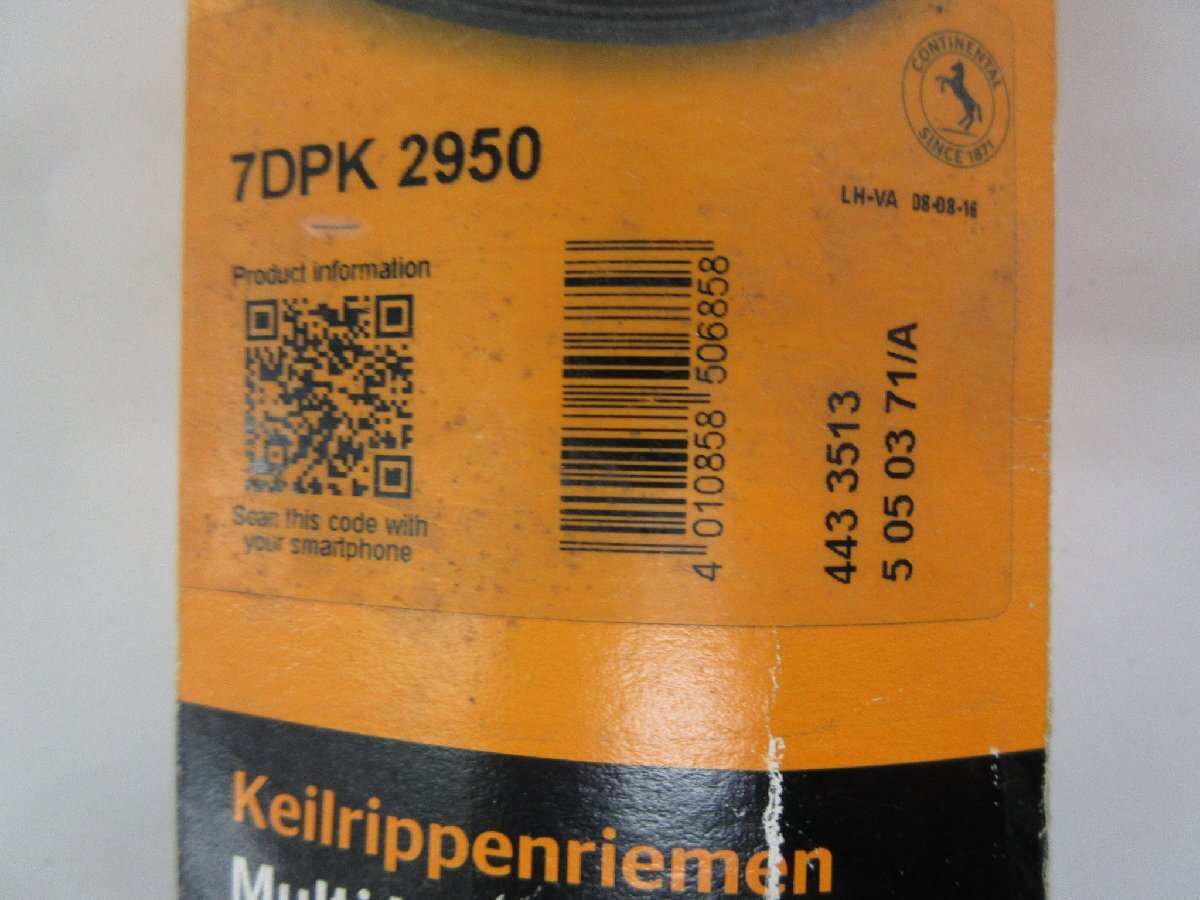 CONTINENTAL
SINCE 1871
7DPK 2950
LH-VA 08-08-16
Product information
Scan this code with
your smartphone
4 010858 506858
443 3513
5 05 03 71/A
Keilrippenriemen